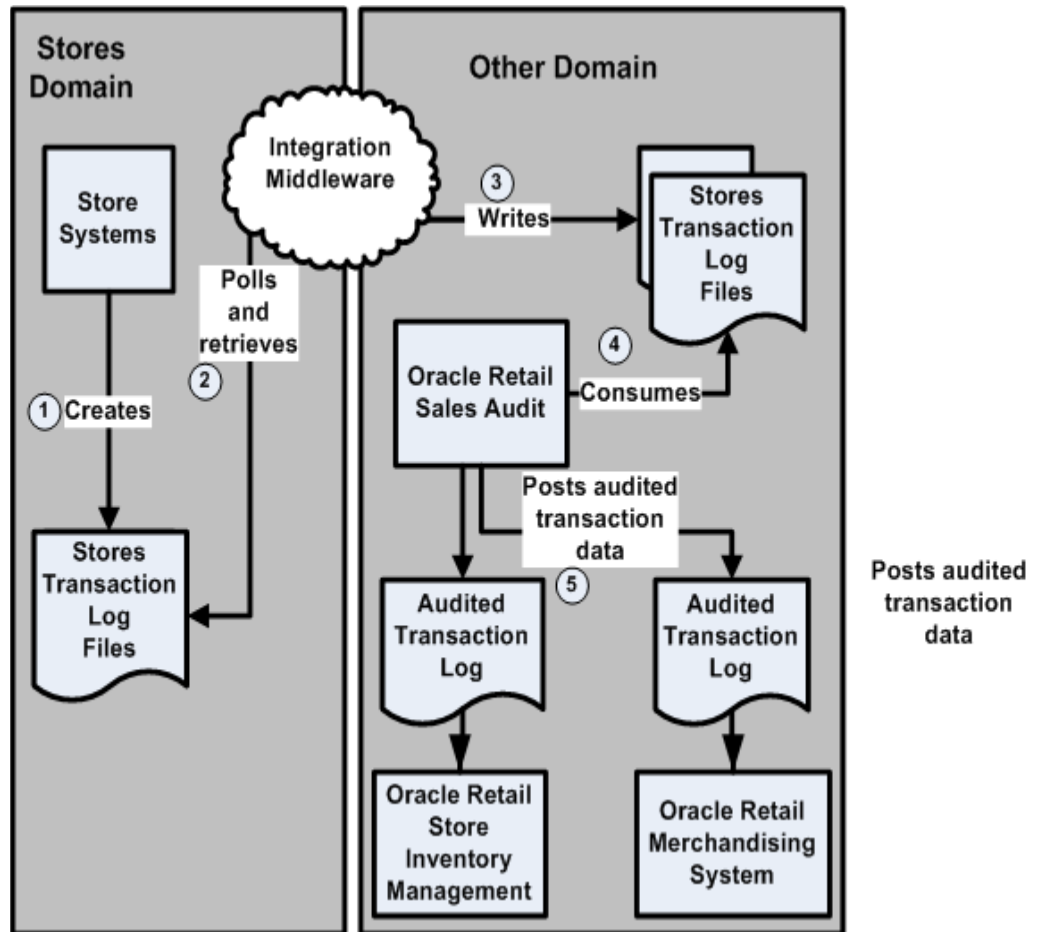 Stores
Domain
Other Domain
Integration
Middleware
Store
Systems
3
Writes
Stores
Transaction
Log
Files
Polls
and
retrieves
2
1
Creates
Oracle Retail
Sales Audit
4
Consumes
Posts audited
transaction
data
5
Stores
Transaction
Log
Files
Audited
Transaction
Log
Audited
Transaction
Log
Posts audited
transaction
data
Oracle Retail
Store
Inventory
Management
Oracle Retail
Merchandising
System